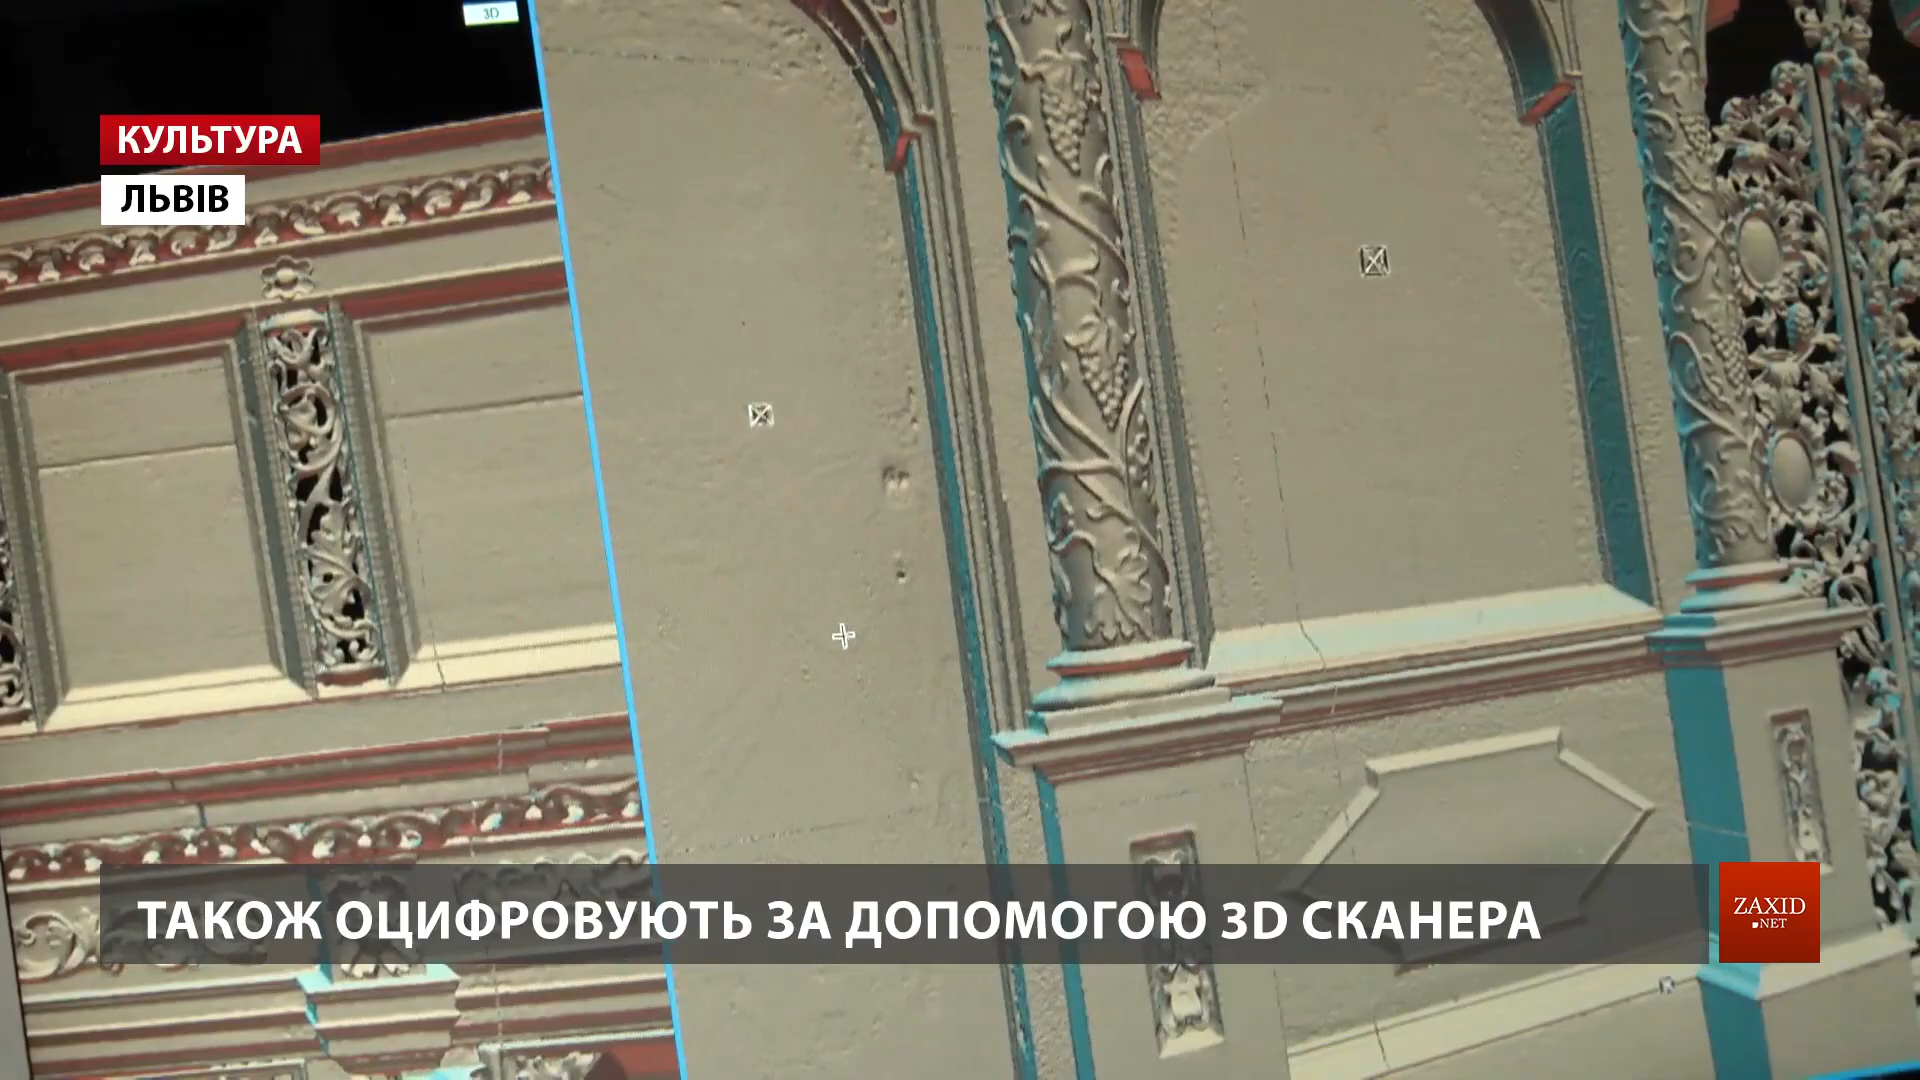 3D
КУЛЬТУРА
ЛЬВІВ
ТАКОЖ ОЦИФРОВУЮТЬ ЗА ДОПОМОГОЮ 3D СКАНЕРА
ZAXID
.NET